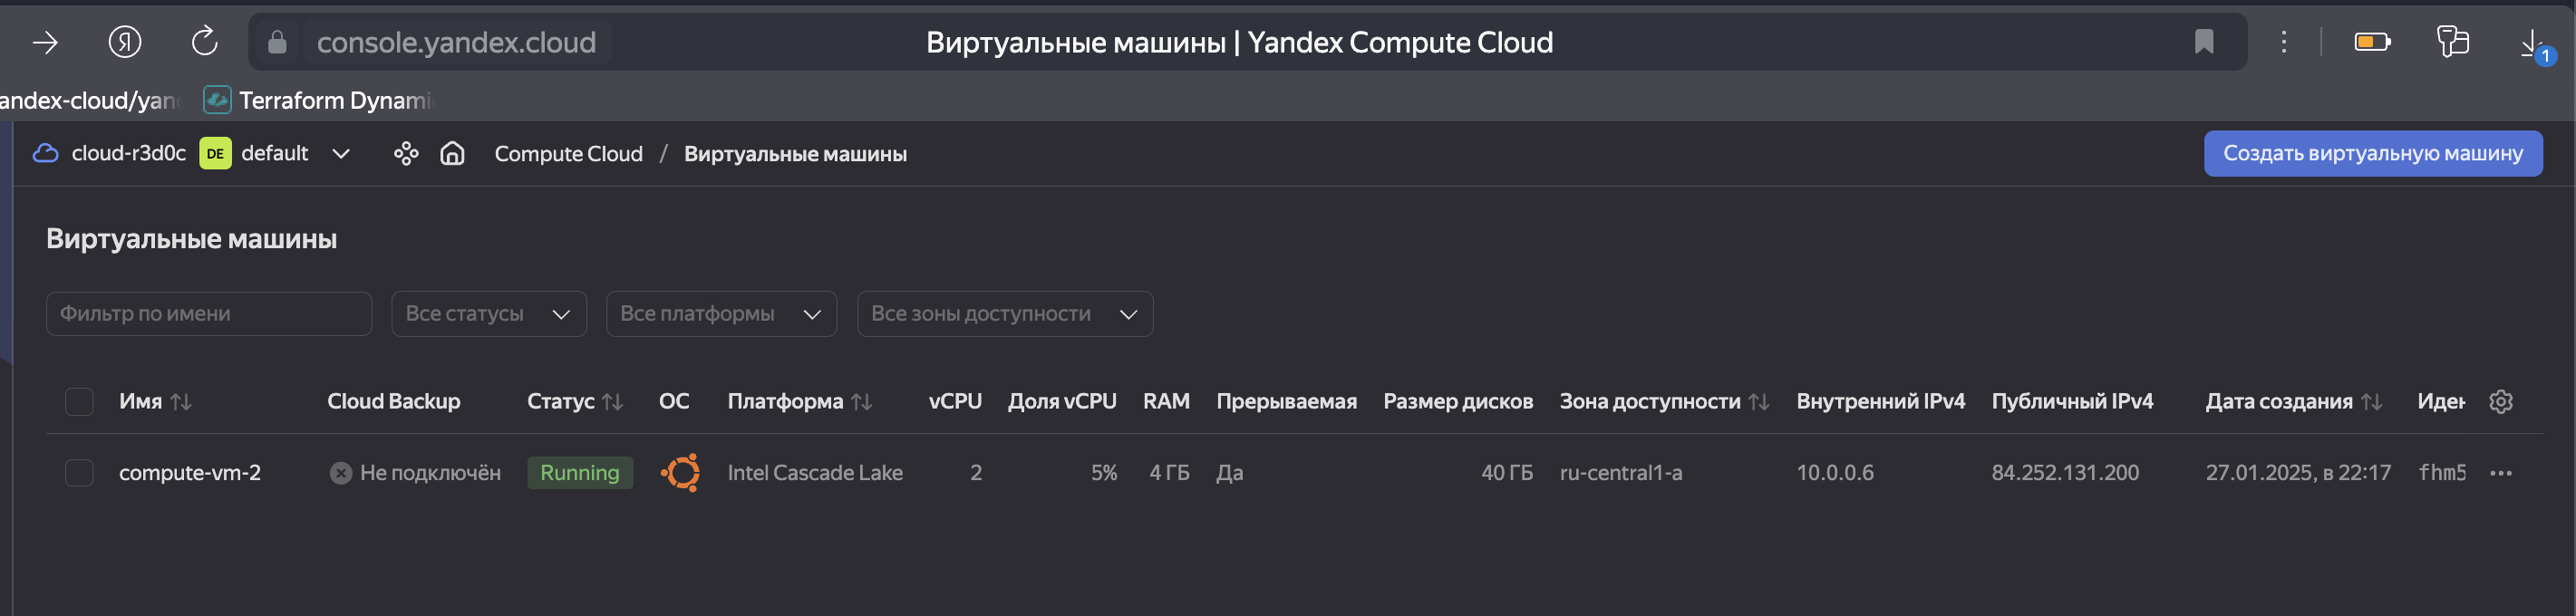 console.yandex.cloud Виртуальные машины | Yandex Compute Cloud 1
andex-cloud/yan Terraform Dynami
cloud-r3d0c DE default Compute Cloud / Виртуальные машины Создать виртуальную машину
Виртуальные машины
Фильтр по имени Все статусы Все платформы Все зоны доступности
Имя Cloud Backup Статус ОС Платформа vCPU Доля vCPU RAM Прерываемая Размер дисков Зона доступности Внутренний IPv4 Публичный IPv4 Дата создания Иден
compute-vm-2 Не подключён Running Intel Cascade Lake 2 5% 4 ГБ Да 40 ГБ ru-central1-a 10.0.0.6 84.252.131.200 27.01.2025, в 22:17 fhm5